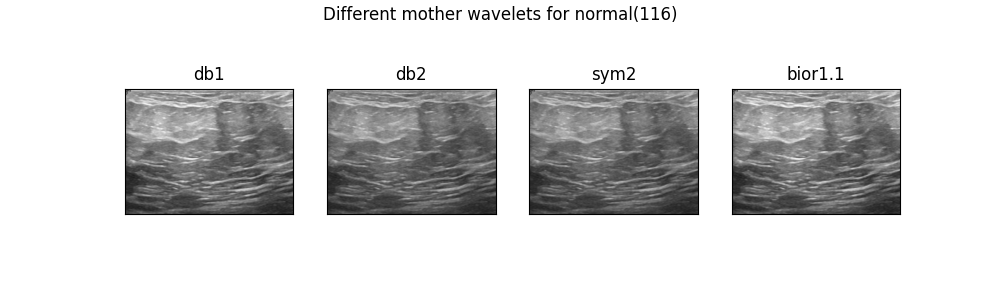 Different mother wavelets for normal(116)
db1
db2
sym2
bior1.1